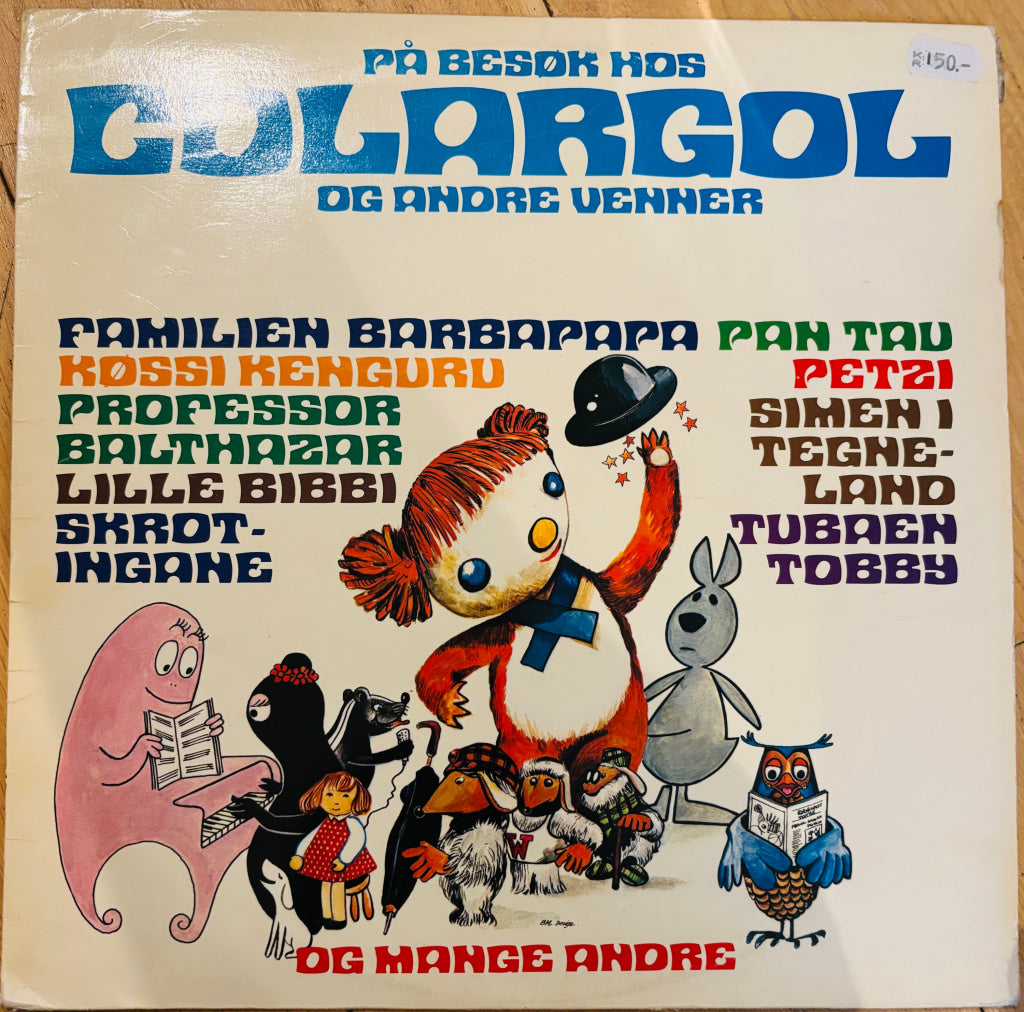 PÅ BESØK HOS
COLARGOL
OG ANDRE VENNER
150.-
FAMILIEN BARBAPAPA
KØSSI KENGURU
PROFESSOR
BALTHAZAR
LILLE BIBBI
SKROT-
INGANE
PAN TAU
PETZI
SIMEN I
TEGNE-
LAND
TUBAEN
TOBBY
W
OG MANGE ANDRE